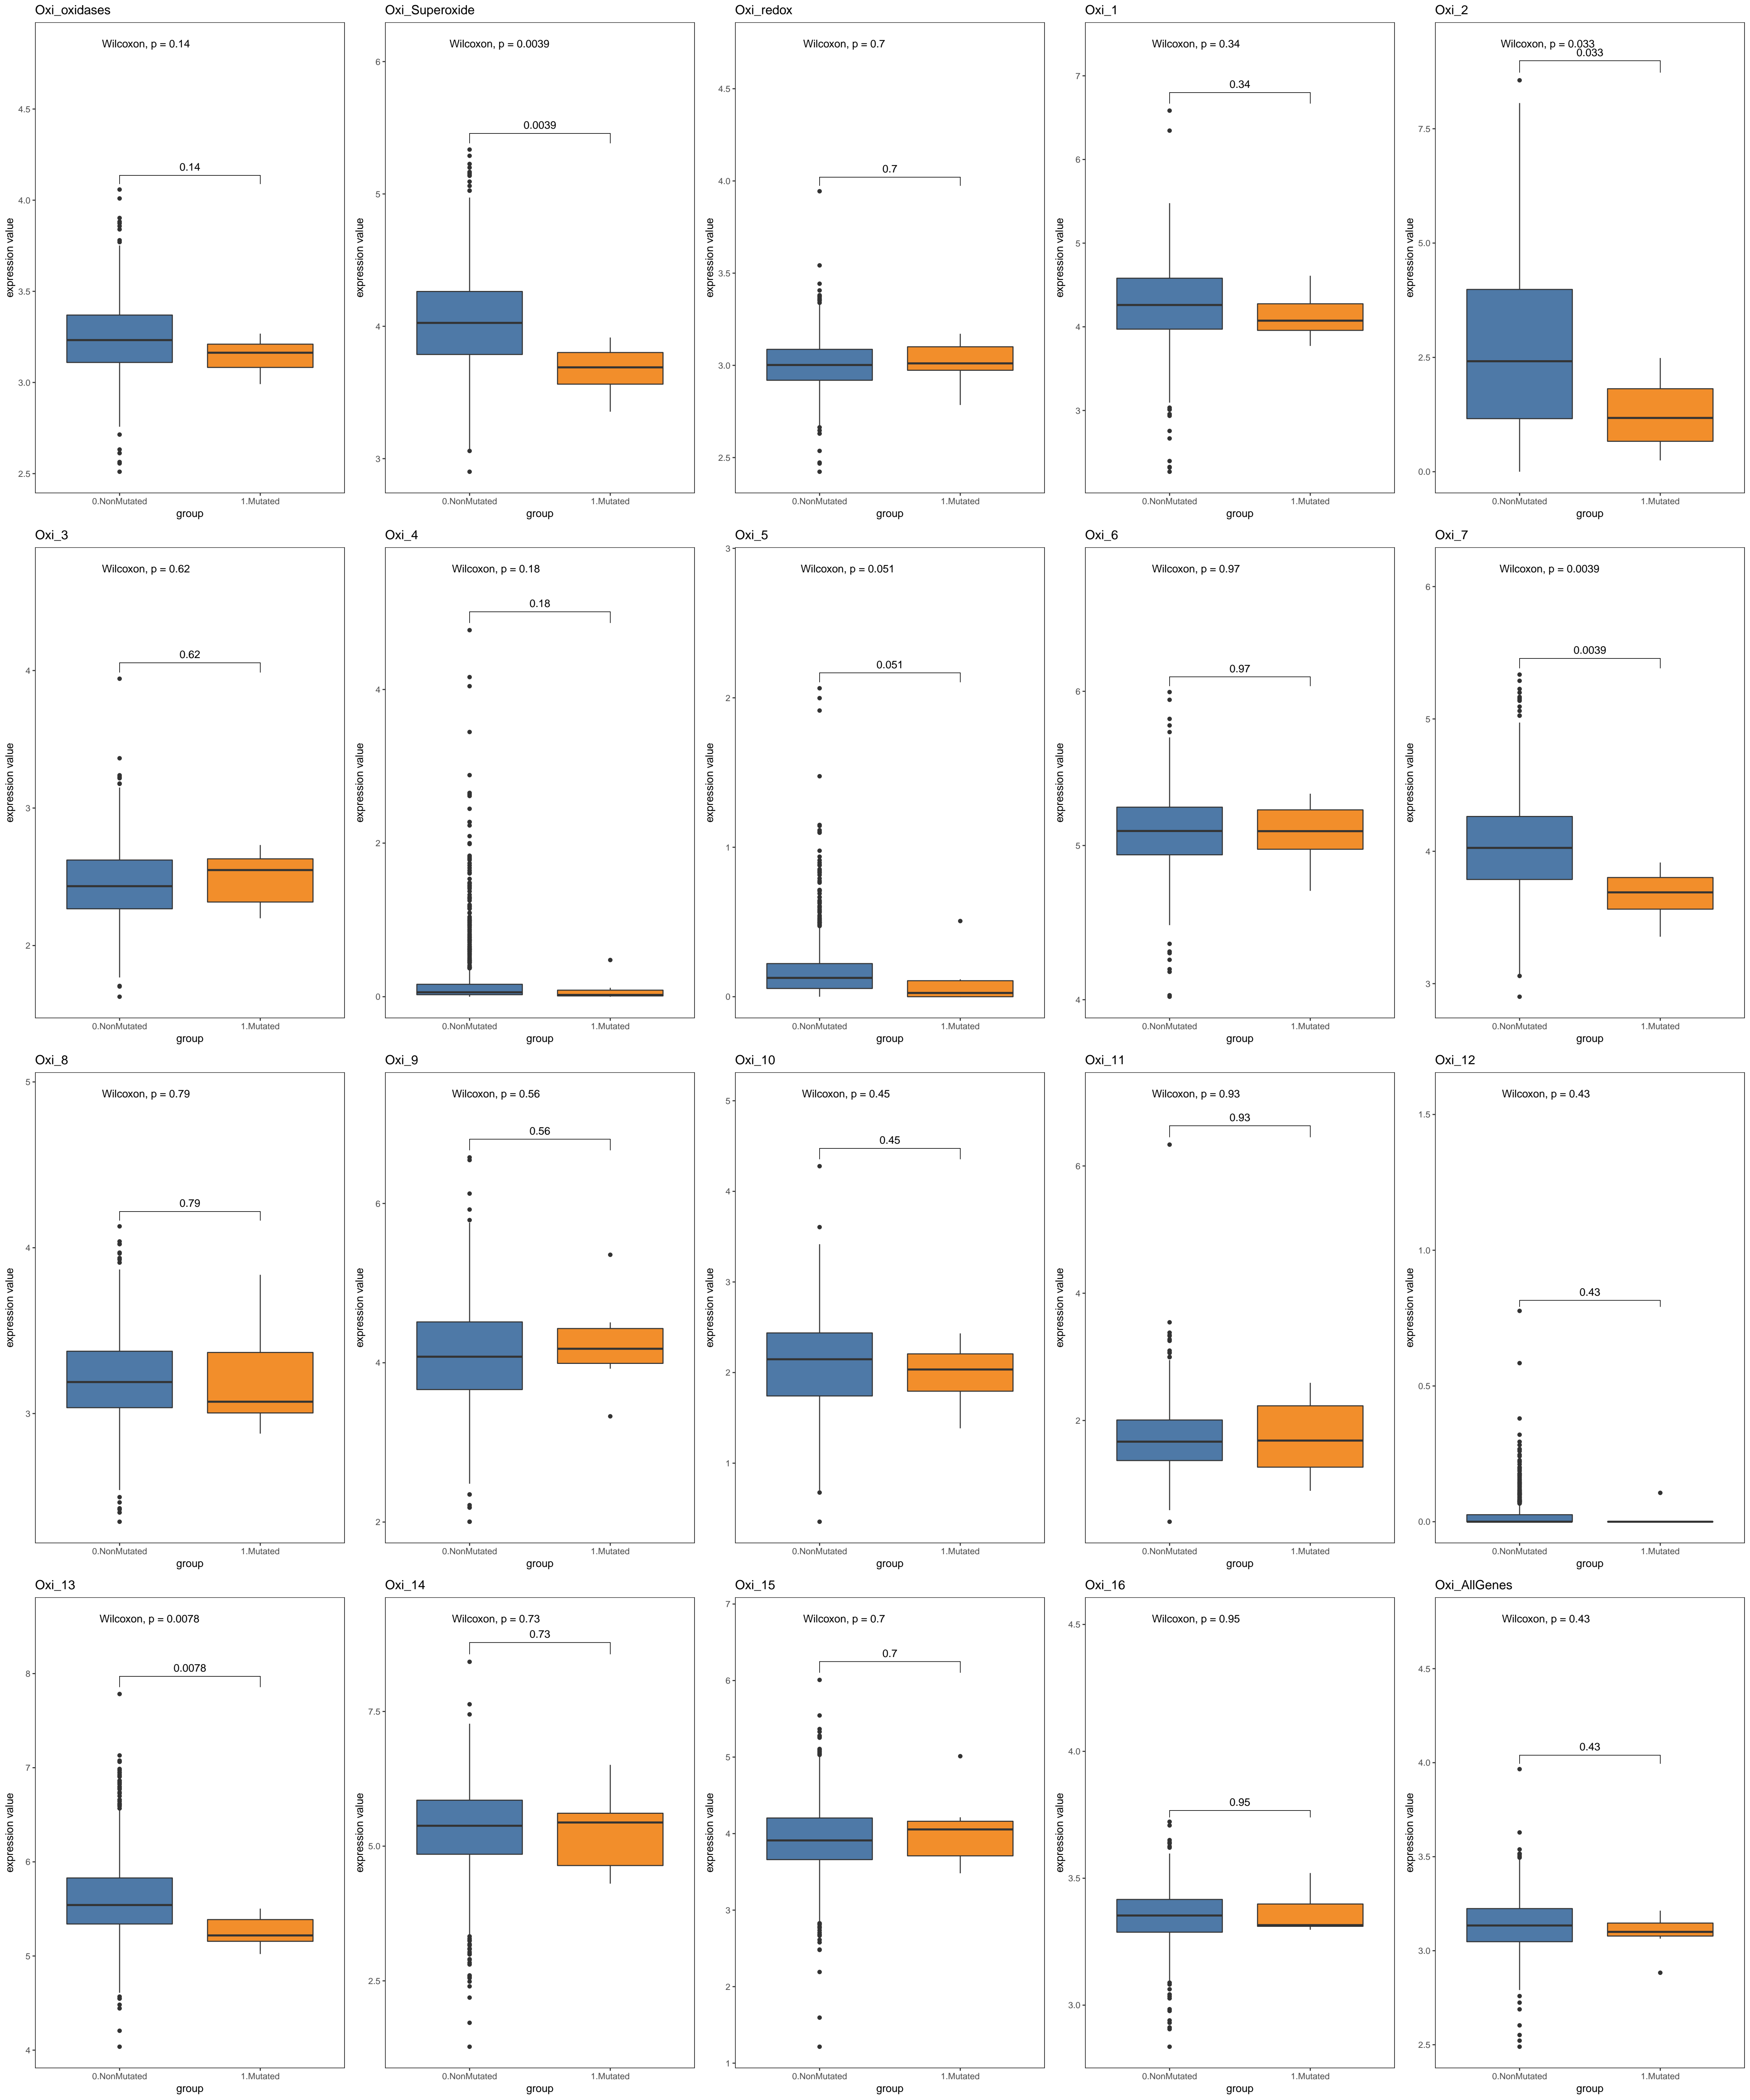 Oxi_oxidases
Wilcoxon, p = 0.14
0.14
4.5
4.0
3.5
3.0
2.5
expression value
0.NonMutated
1.Mutated
group
Oxi_Superoxide
Wilcoxon, p = 0.0039
0.0039
6
5
4
3
expression value
0.NonMutated
1.Mutated
group
Oxi_redox
Wilcoxon, p = 0.7
0.7
4.5
4.0
3.5
3.0
2.5
expression value
0.NonMutated
1.Mutated
group
Oxi_1
Wilcoxon, p = 0.34
0.34
7
6
5
4
3
expression value
0.NonMutated
1.Mutated
group
Oxi_2
Wilcoxon, p = 0.033
0.033
7.5
5.0
2.5
0.0
expression value
0.NonMutated
1.Mutated
group
Oxi_3
Wilcoxon, p = 0.62
0.62
4
3
2
expression value
0.NonMutated
1.Mutated
group
Oxi_4
Wilcoxon, p = 0.18
0.18
4
2
0
expression value
0.NonMutated
1.Mutated
group
Oxi_5
Wilcoxon, p = 0.051
0.051
3
2
1
0
expression value
0.NonMutated
1.Mutated
group
Oxi_6
Wilcoxon, p = 0.97
0.97
6
5
4
expression value
0.NonMutated
1.Mutated
group
Oxi_7
Wilcoxon, p = 0.0039
0.0039
6
5
4
3
expression value
0.NonMutated
1.Mutated
group
Oxi_8
Wilcoxon, p = 0.79
0.79
5
4
3
expression value
0.NonMutated
1.Mutated
group
Oxi_9
Wilcoxon, p = 0.56
0.56
6
4
2
expression value
0.NonMutated
1.Mutated
group
Oxi_10
Wilcoxon, p = 0.45
0.45
5
4
3
2
1
expression value
0.NonMutated
1.Mutated
group
Oxi_11
Wilcoxon, p = 0.93
0.93
6
4
2
expression value
0.NonMutated
1.Mutated
group
Oxi_12
Wilcoxon, p = 0.43
0.43
1.5
1.0
0.5
0.0
expression value
0.NonMutated
1.Mutated
group
Oxi_13
Wilcoxon, p = 0.0078
0.0078
8
7
6
5
4
expression value
0.NonMutated
1.Mutated
group
Oxi_14
Wilcoxon, p = 0.73
0.73
7.5
5.0
2.5
expression value
0.NonMutated
1.Mutated
group
Oxi_15
Wilcoxon, p = 0.7
0.7
7
6
5
4
3
2
1
expression value
0.NonMutated
1.Mutated
group
Oxi_16
Wilcoxon, p = 0.95
0.95
4.5
4.0
3.5
3.0
expression value
0.NonMutated
1.Mutated
group
Oxi_AllGenes
Wilcoxon, p = 0.43
0.43
4.5
4.0
3.5
3.0
2.5
expression value
0.NonMutated
1.Mutated
group